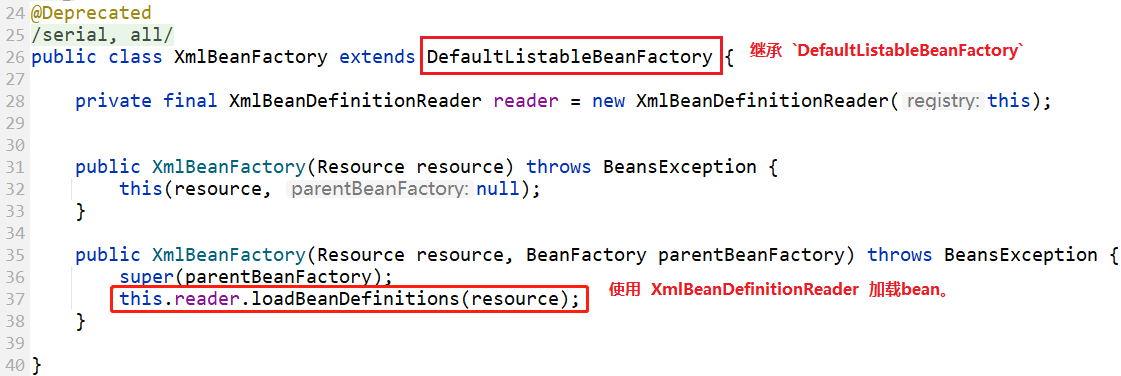 24 @Deprecated
25 /serial, all/
26 public class XmlBeanFactory extends DefaultListableBeanFactory { 继承 `DefaultListableBeanFactory`
27
28 private final XmlBeanDefinitionReader reader = new XmlBeanDefinitionReader( registry: this);
29
30
31 public XmlBeanFactory(Resource resource) throws BeansException {
32 this(resource, parentBeanFactory: null);
33 }
34
35 public XmlBeanFactory(Resource resource, BeanFactory parentBeanFactory) throws BeansException {
36 super(parentBeanFactory);
37 this.reader.loadBeanDefinitions(resource); 使用 XmlBeanDefinitionReader 加载bean。
38 }
39
40 }